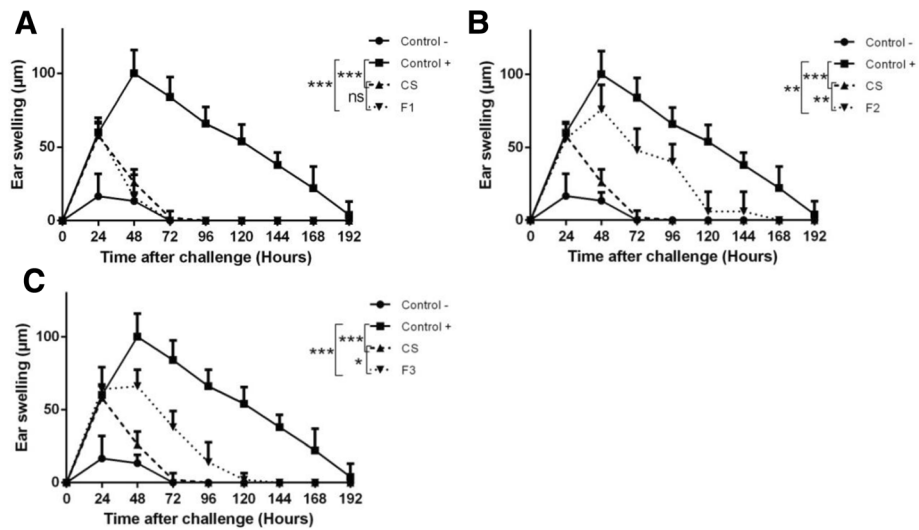 A
Ear swelling (µm)
100
50
0
0 24 48 72 96 120 144 168 192
Time after challenge (Hours)
Control -
Control +
CS
F1
***
***
ns
B
Ear swelling (µm)
100
50
0
0 24 48 72 96 120 144 168 192
Time after challenge (Hours)
Control -
Control +
CS
F2
**
***
**
C
Ear swelling (µm)
100
50
0
0 24 48 72 96 120 144 168 192
Time after challenge (Hours)
Control -
Control +
CS
F3
***
***
*